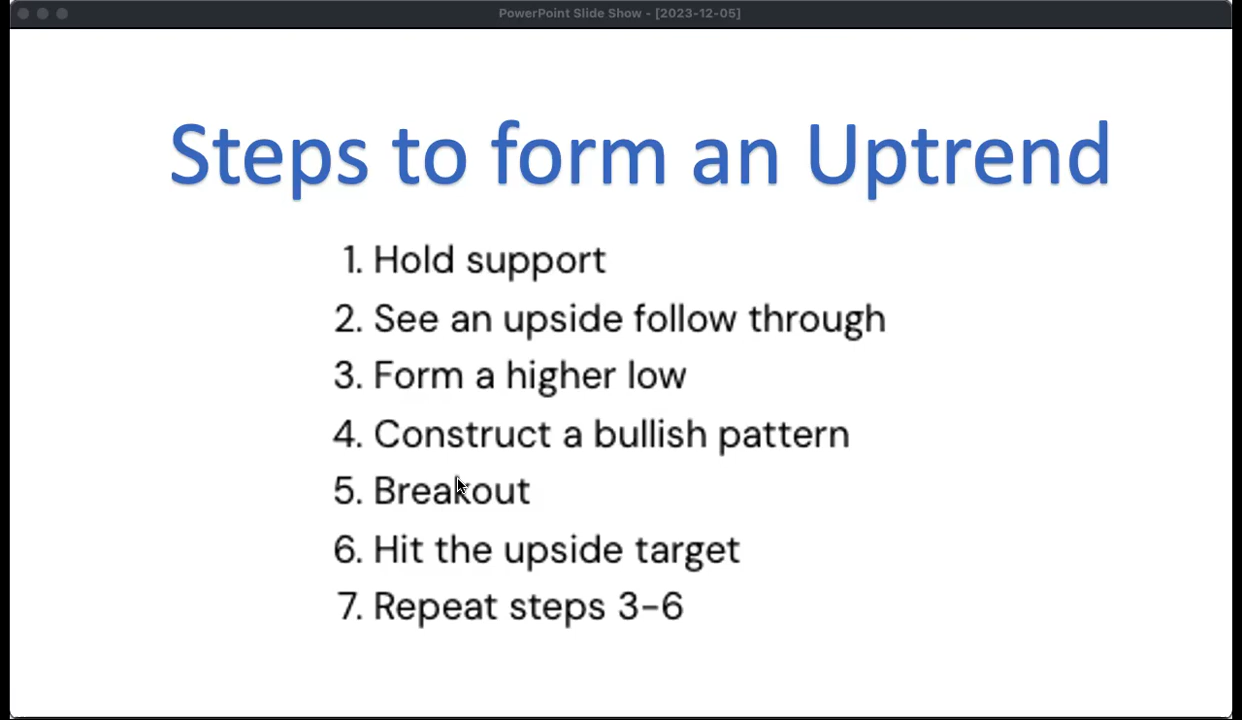 PowerPoint Slide Show - [2023-12-05]
Steps to form an Uptrend
1. Hold support
2. See an upside follow through
3. Form a higher low
4. Construct a bullish pattern
5. Breakout
6. Hit the upside target
7. Repeat steps 3-6